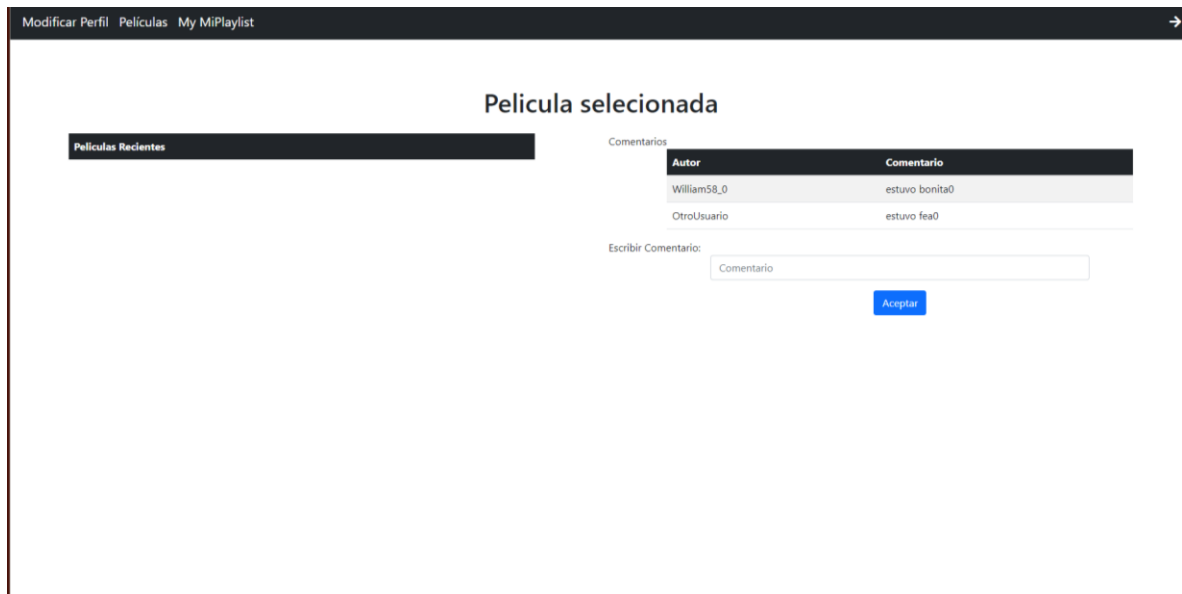 Modificar Perfil Películas My MiPlaylist
Pelicula selecionada
Peliculas Recientes
Comentarios
Autor Comentario
William58_0 estuvo bonita0
OtroUsuario estuvo fea0
Escribir Comentario:
Comentario
Aceptar